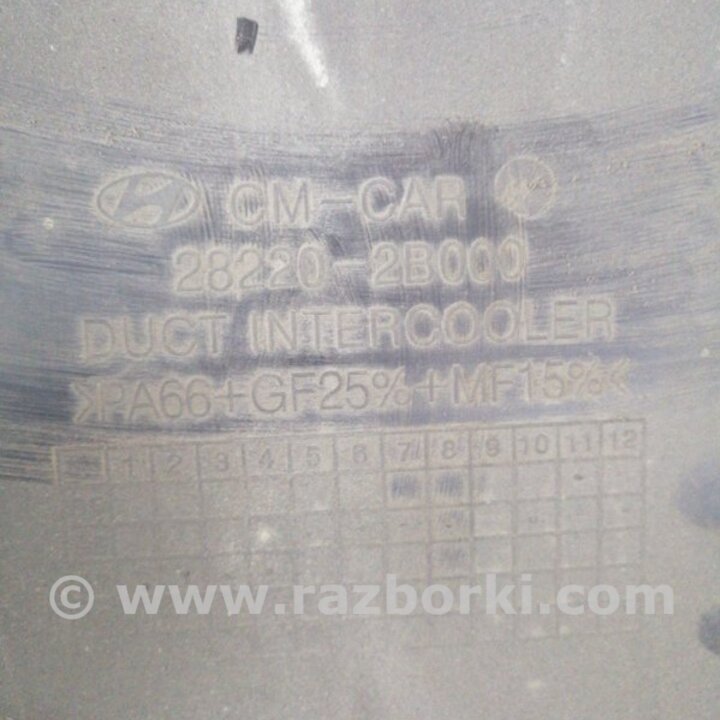 CM-CAR
28220-2B000
DUCT INTERCOOLER
>PA66+GF25%+MF15%<
1 2 3 4 5 6 7 8 9 10 11 12
© www.razborki.com